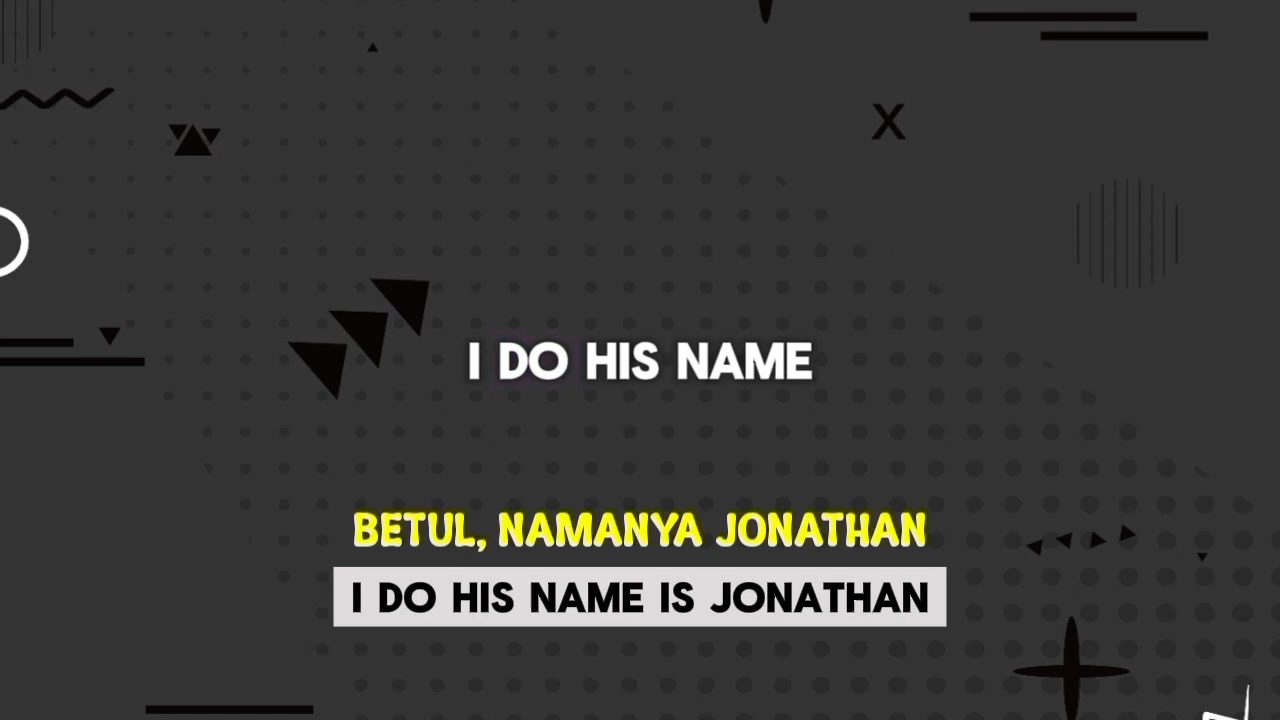 I DO HIS NAME
BETUL, NAMANYA JONATHAN
I DO HIS NAME IS JONATHAN